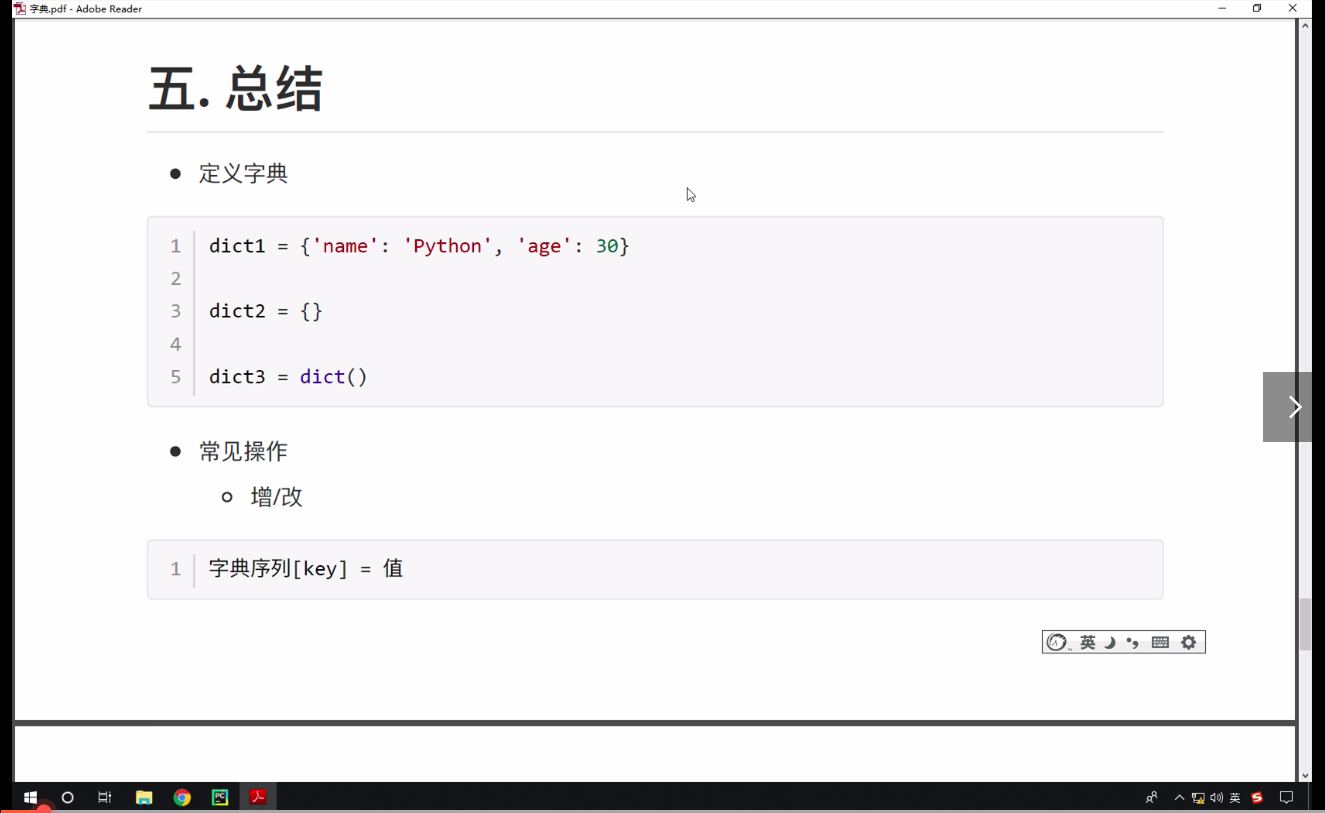 字典.pdf - Adobe Reader
五. 总结
定义字典
1 dict1 = {'name': 'Python', 'age': 30}
2
3 dict2 = {}
4
5 dict3 = dict()
常见操作
增/改
1 字典序列[key] = 值
英
PC
英